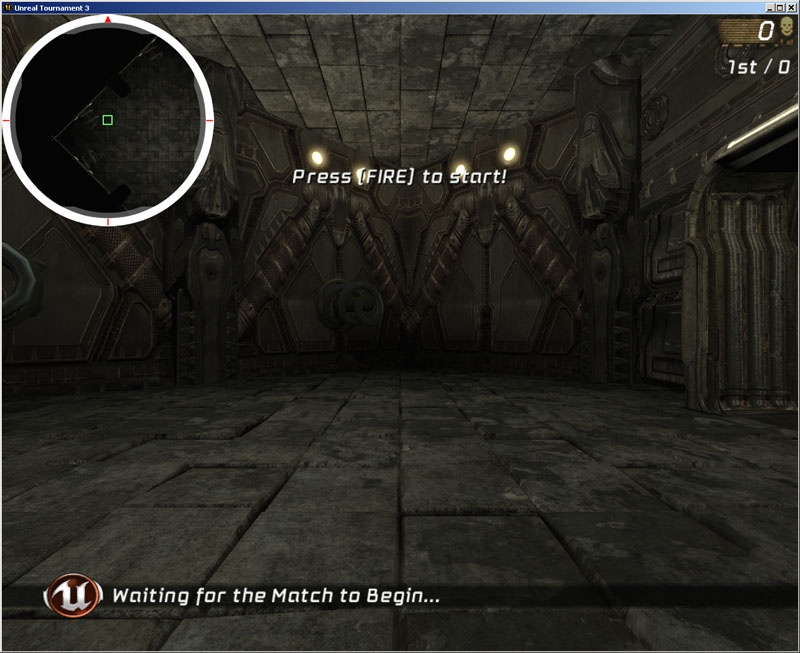 Unreal Tournament 3
0
1st / 0
Press [FIRE] to start!
Waiting for the Match to Begin...